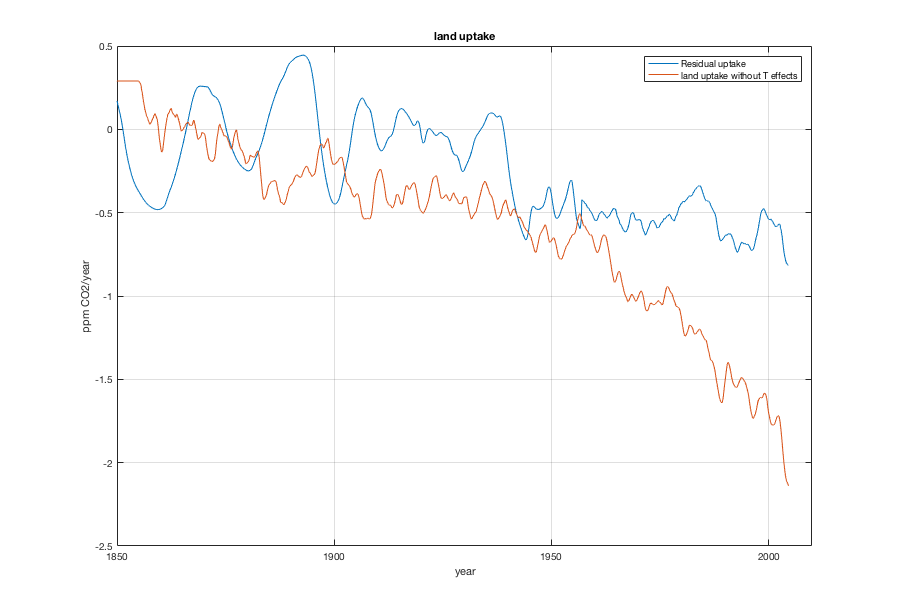 land uptake
Residual uptake
land uptake without T effects
0.5
0
-0.5
-1
-1.5
-2
-2.5
ppm CO2/year
1850
1900
1950
2000
year